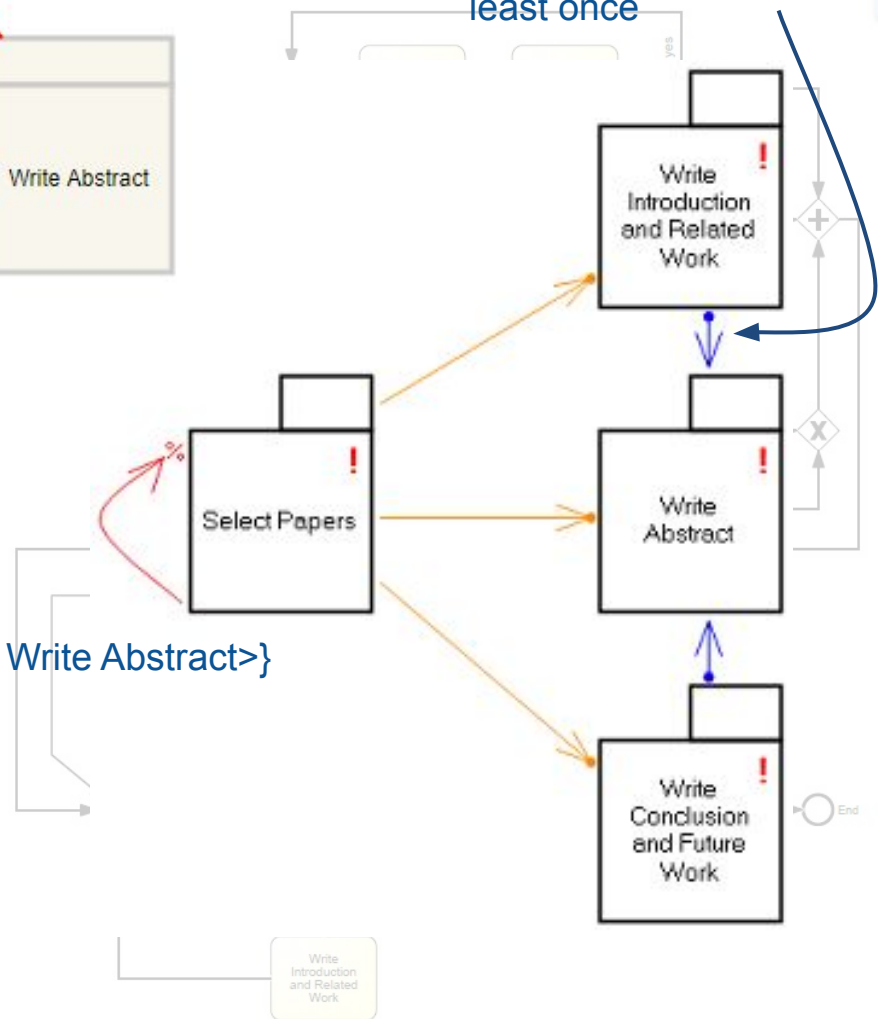 least once
yes
Write Abstract
!
Write
Introduction
and Related
Work
+
%
!
Select Papers
!
Write
Abstract
X
Write Abstract>}
!
Write
Conclusion
and Future
Work
End
Write
Introduction
and Related
Work